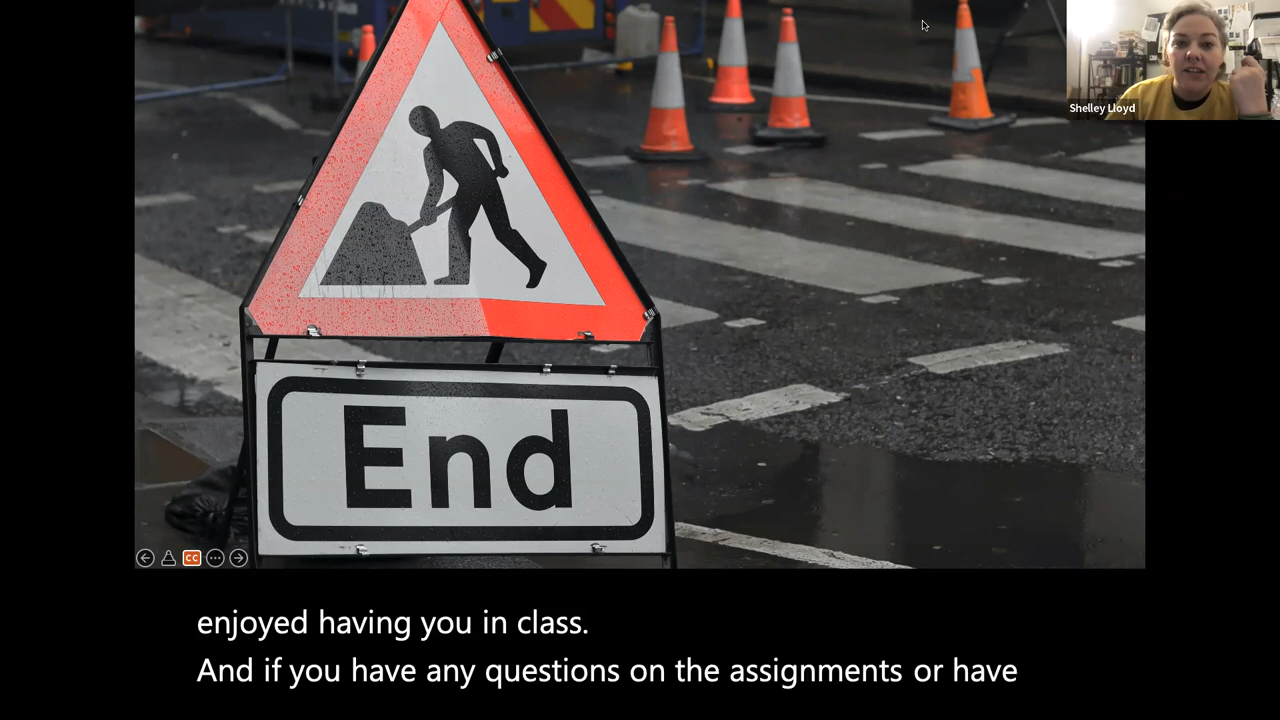 Shelley Lloyd
End
CC
enjoyed having you in class.
And if you have any questions on the assignments or have